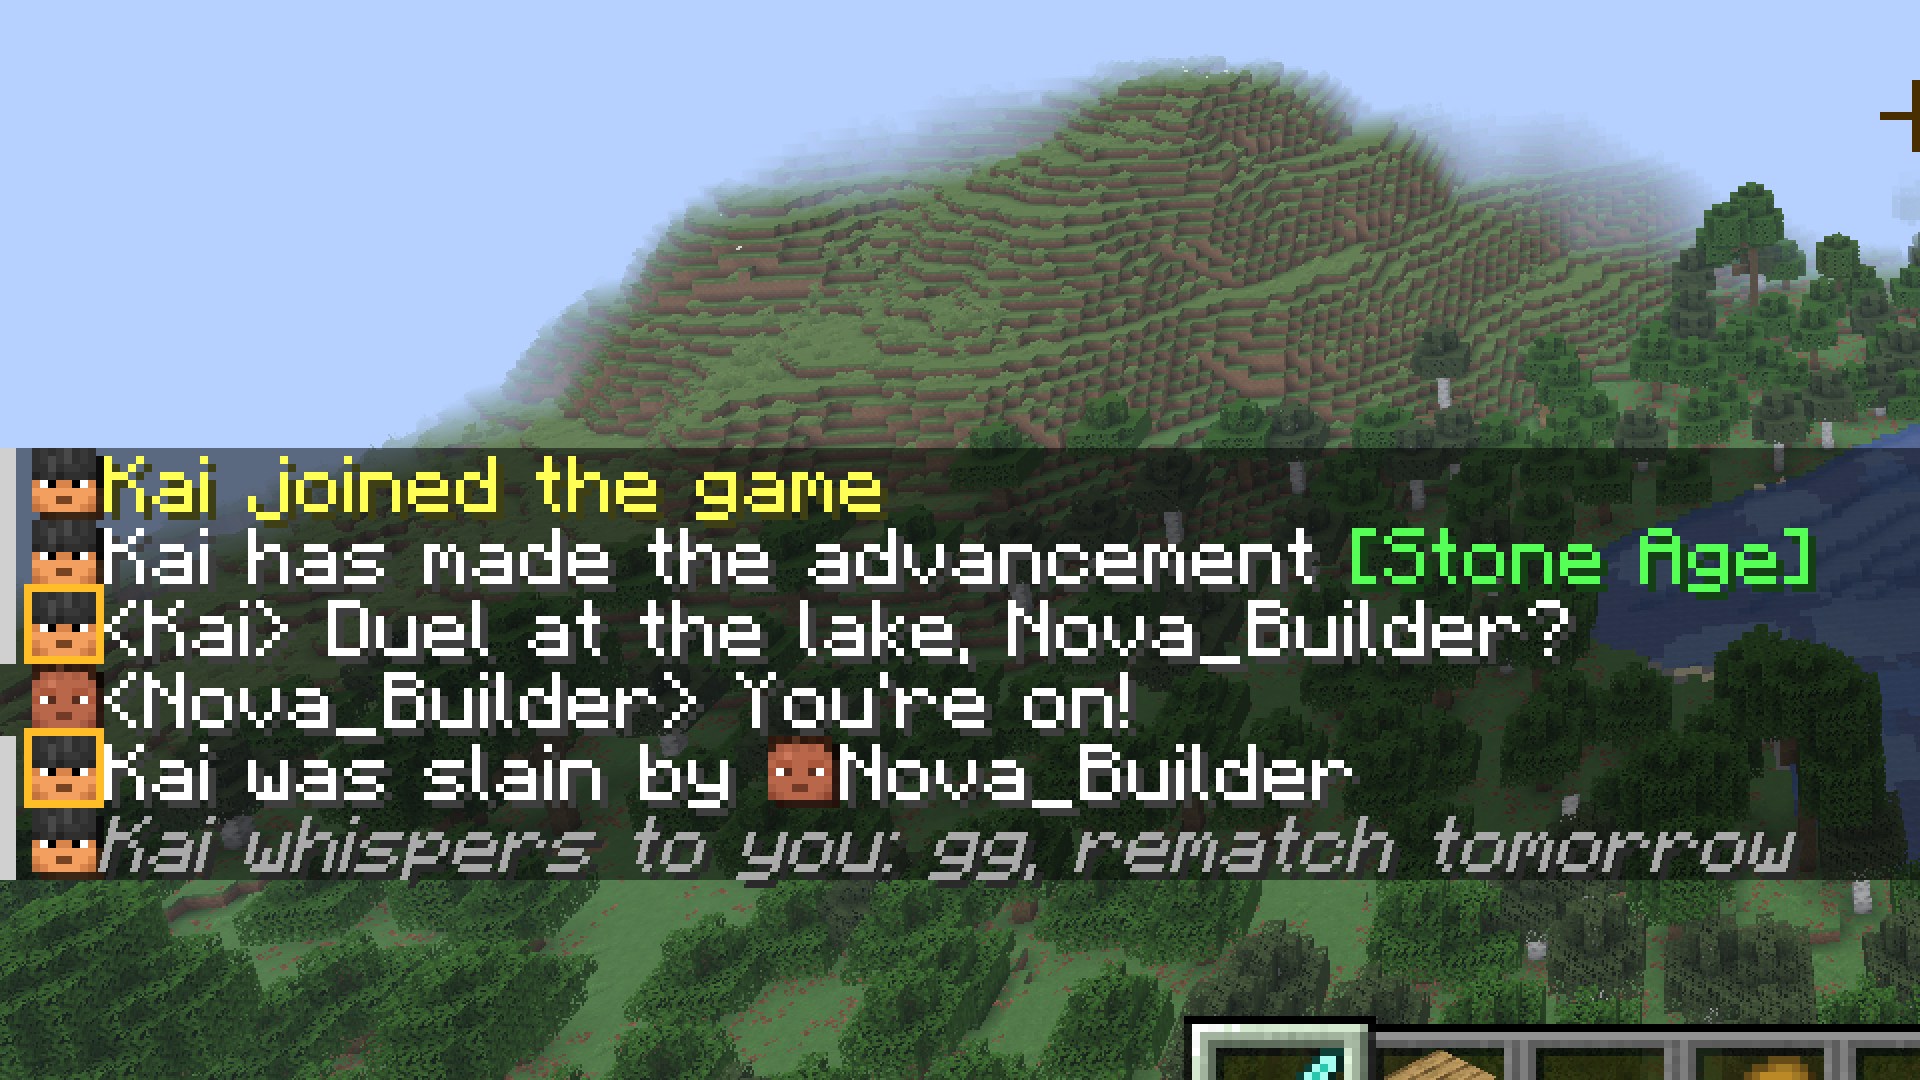 Kai joined the game
Kai has made the advancement [Stone Age]
<Kai> Duel at the lake, Nova_Builder?
<Nova_Builder> You're on!
Kai was slain by Nova_Builder
Kai whispers to you: gg, rematch tomorrow